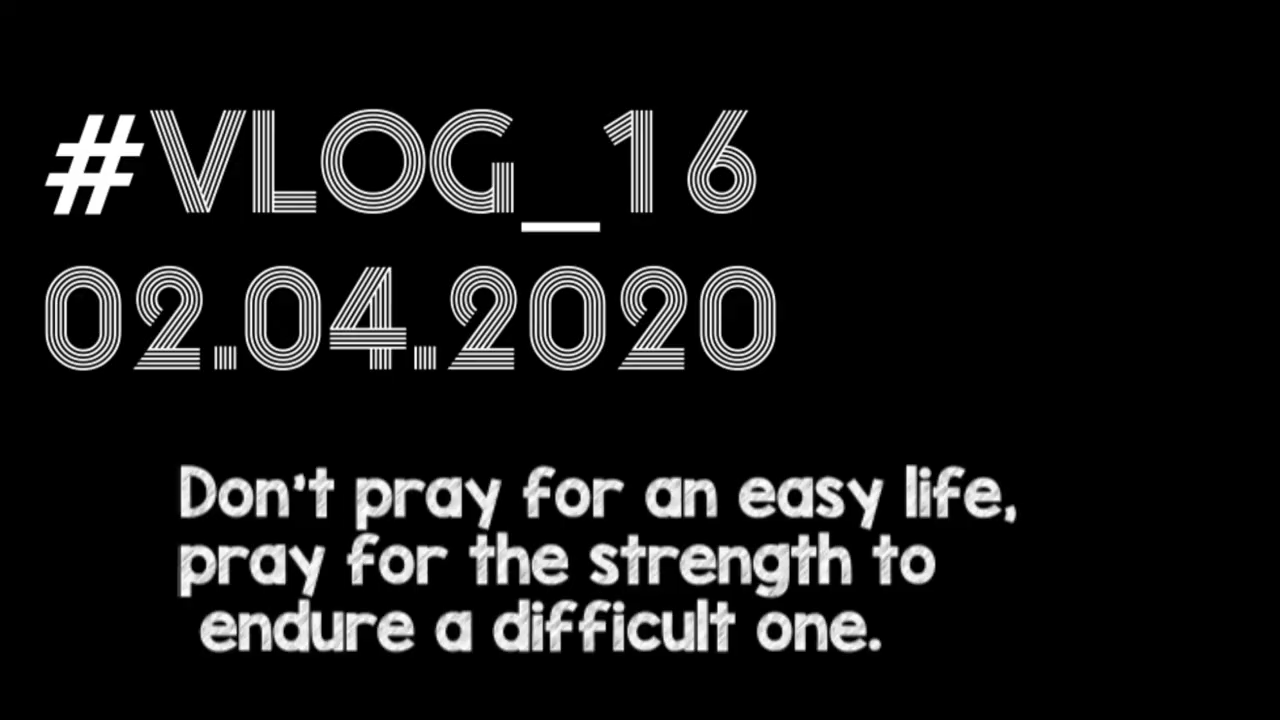 #VLOG_16
02.04.2020
Don't pray for an easy life,
pray for the strength to
endure a difficult one.